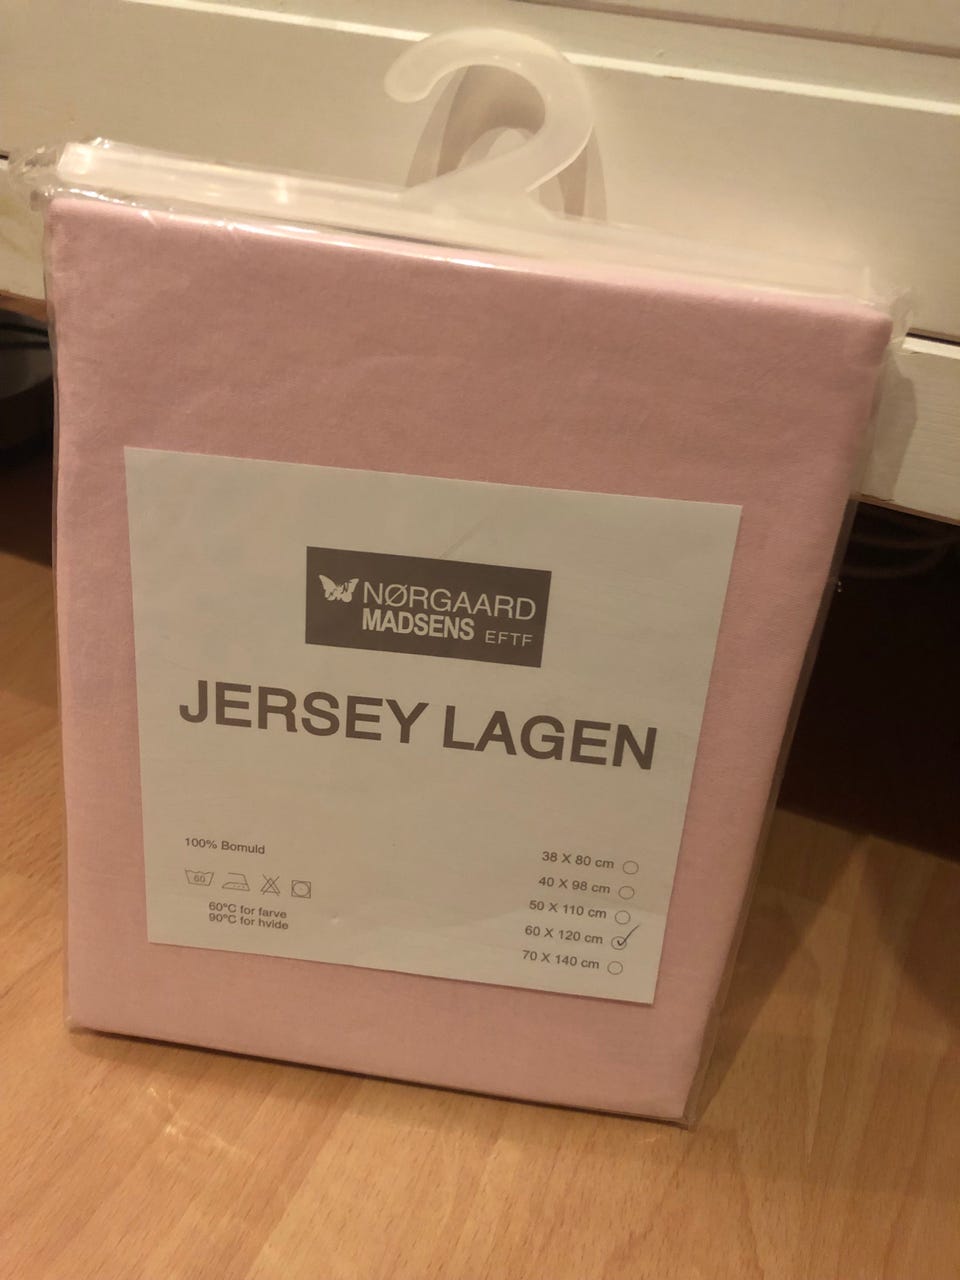 NØRGAARD
MADSENS EFTF
JERSEY LAGEN
100% Bomuld
60
60°C for farve
90°C for hvide
38 X 80 cm
40 X 98 cm
50 X 110 cm
60 X 120 cm
70 X 140 cm